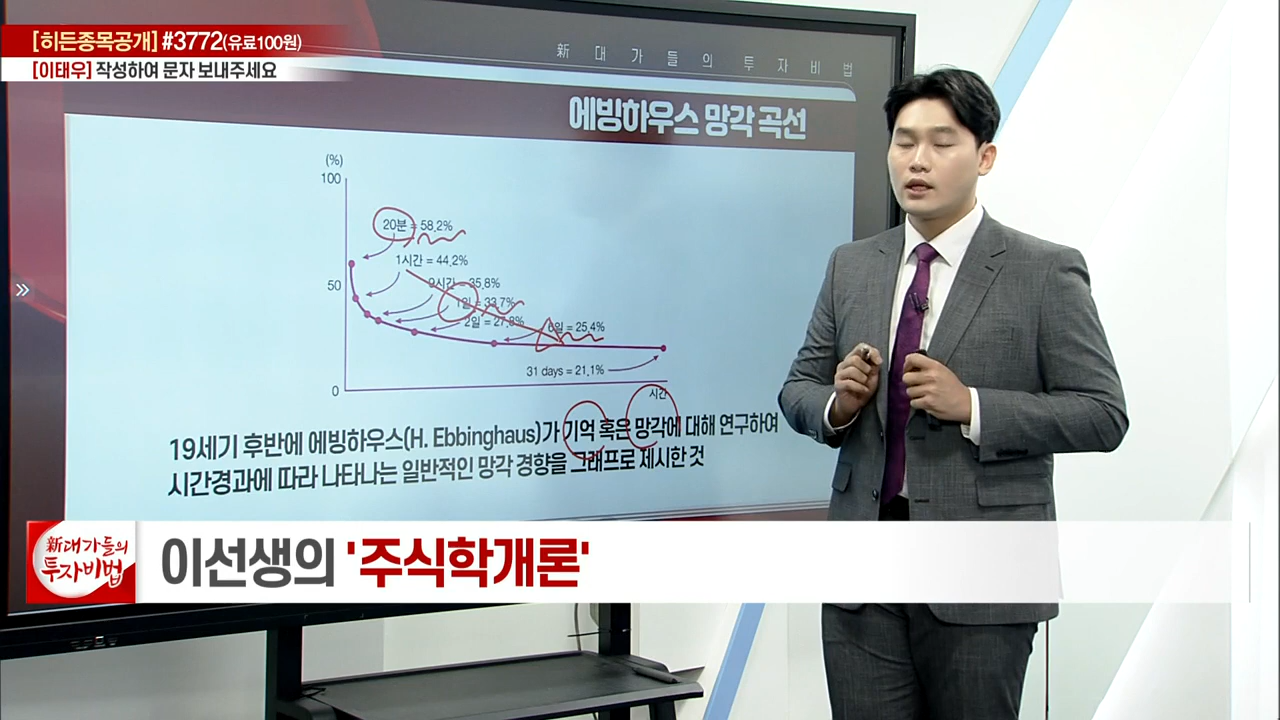 [히든종목공개] #3772(유료100원)
[이태우] 작성하여 문자 보내주세요
新 대 가 들 의 투 자 비 법
에빙하우스 망각 곡선
(%)
100
20분 = 58.2%
1시간 = 44.2%
50
9시간 = 35.8%
1일 = 33.7%
2일 = 27.8%
6일 = 25.4%
31 days = 21.1%
0
시간
19세기 후반에 에빙하우스(H. Ebbinghaus)가 기억 혹은 망각에 대해 연구하여
시간경과에 따라 나타나는 일반적인 망각 경향을 그래프로 제시한 것
新대가들의
투자비법
이선생의 '주식학개론'